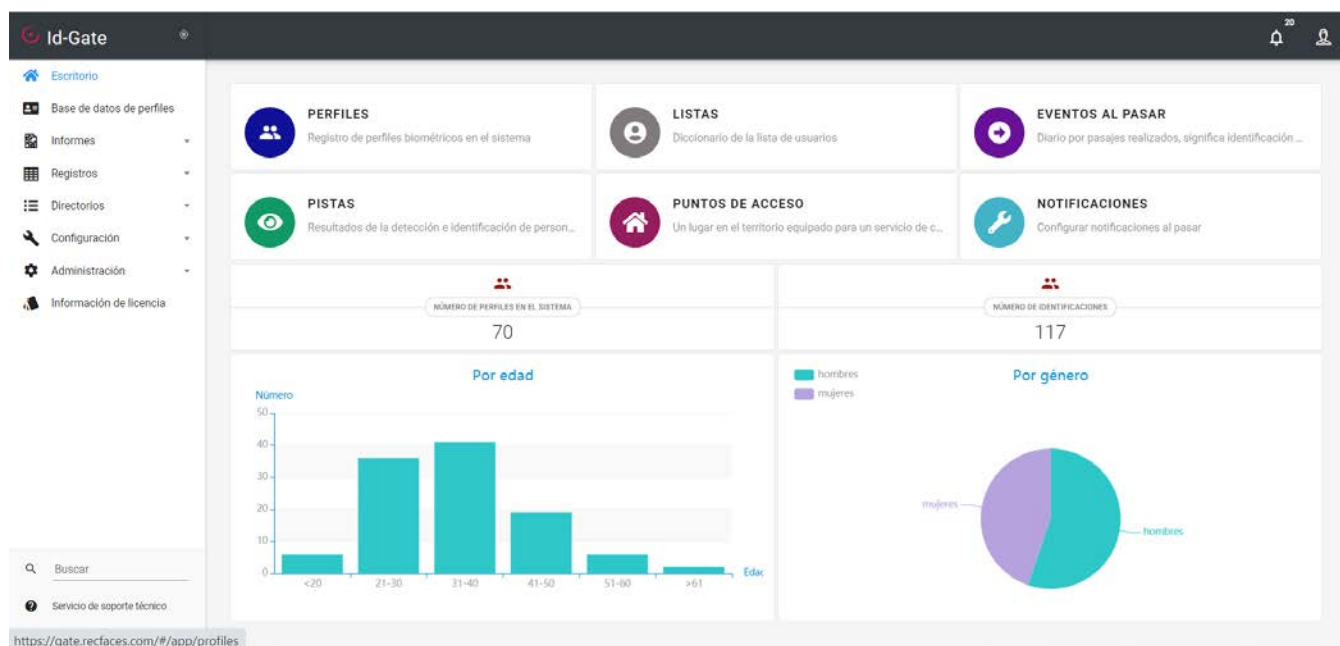 Id-Gate
20
Escritorio
Base de datos de perfiles
Informes
Registros
Directorios
Configuración
Administración
Información de licencia
Buscar
Servicio de soporte técnico
https://gate.recfaces.com/#/app/profiles
PERFILES
Registro de perfiles biométricos en el sistema
LISTAS
Diccionario de la lista de usuarios
EVENTOS AL PASAR
Diario por pasajes realizados, significa identificación ...
PISTAS
Resultados de la detección e identificación de person...
PUNTOS DE ACCESO
Un lugar en el territorio equipado para un servicio de c...
NOTIFICACIONES
Configurar notificaciones al pasar
NÚMERO DE PERFILES EN EL SISTEMA
70
NÚMERO DE IDENTIFICACIONES
117
Por edad
Número
50
40
30
20
10
0
<20 21-30 31-40 41-50 51-60 >61
Edac
hombres
mujeres
Por género
mujeres
hombres